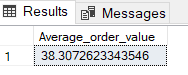 Results Messages
Average_order_value
1 38.3072623343546